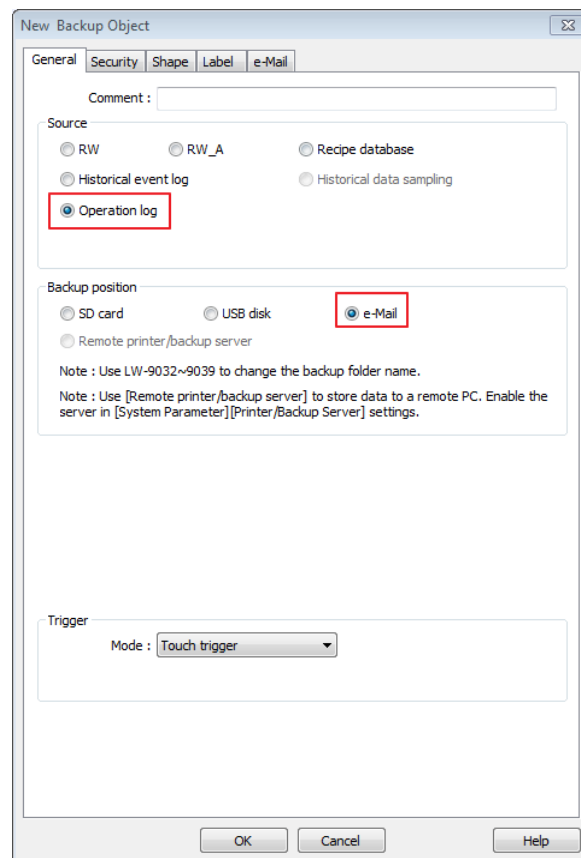 New Backup Object
General Security Shape Label e-Mail
Comment :
Source
RW RW_A Recipe database
Historical event log Historical data sampling
Operation log
Backup position
SD card USB disk e-Mail
Remote printer/backup server
Note : Use LW-9032~9039 to change the backup folder name.
Note : Use [Remote printer/backup server] to store data to a remote PC. Enable the
server in [System Parameter][Printer/Backup Server] settings.
Trigger
Mode : Touch trigger
OK Cancel Help